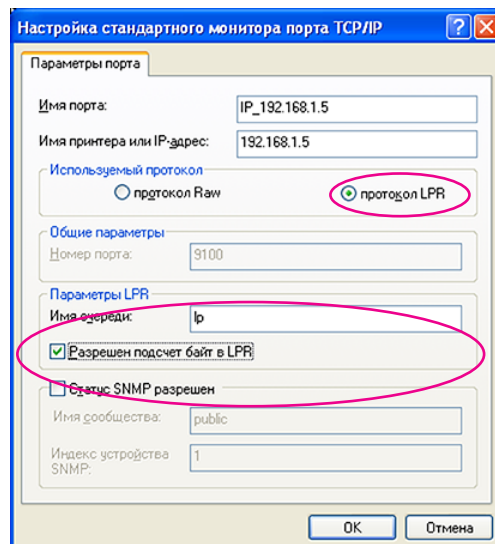 Настройка стандартного монитора порта TCP/IP
Параметры порта
Имя порта: IP_192.168.1.5
Имя принтера или IP-адрес: 192.168.1.5
Используемый протокол
протокол Raw протокол LPR
Общие параметры
Номер порта: 9100
Параметры LPR
Имя очереди: lp
Разрешен подсчет байт в LPR
Статус SNMP разрешен
Имя сообщества: public
Индекс устройства SNMP: 1
OK Отмена